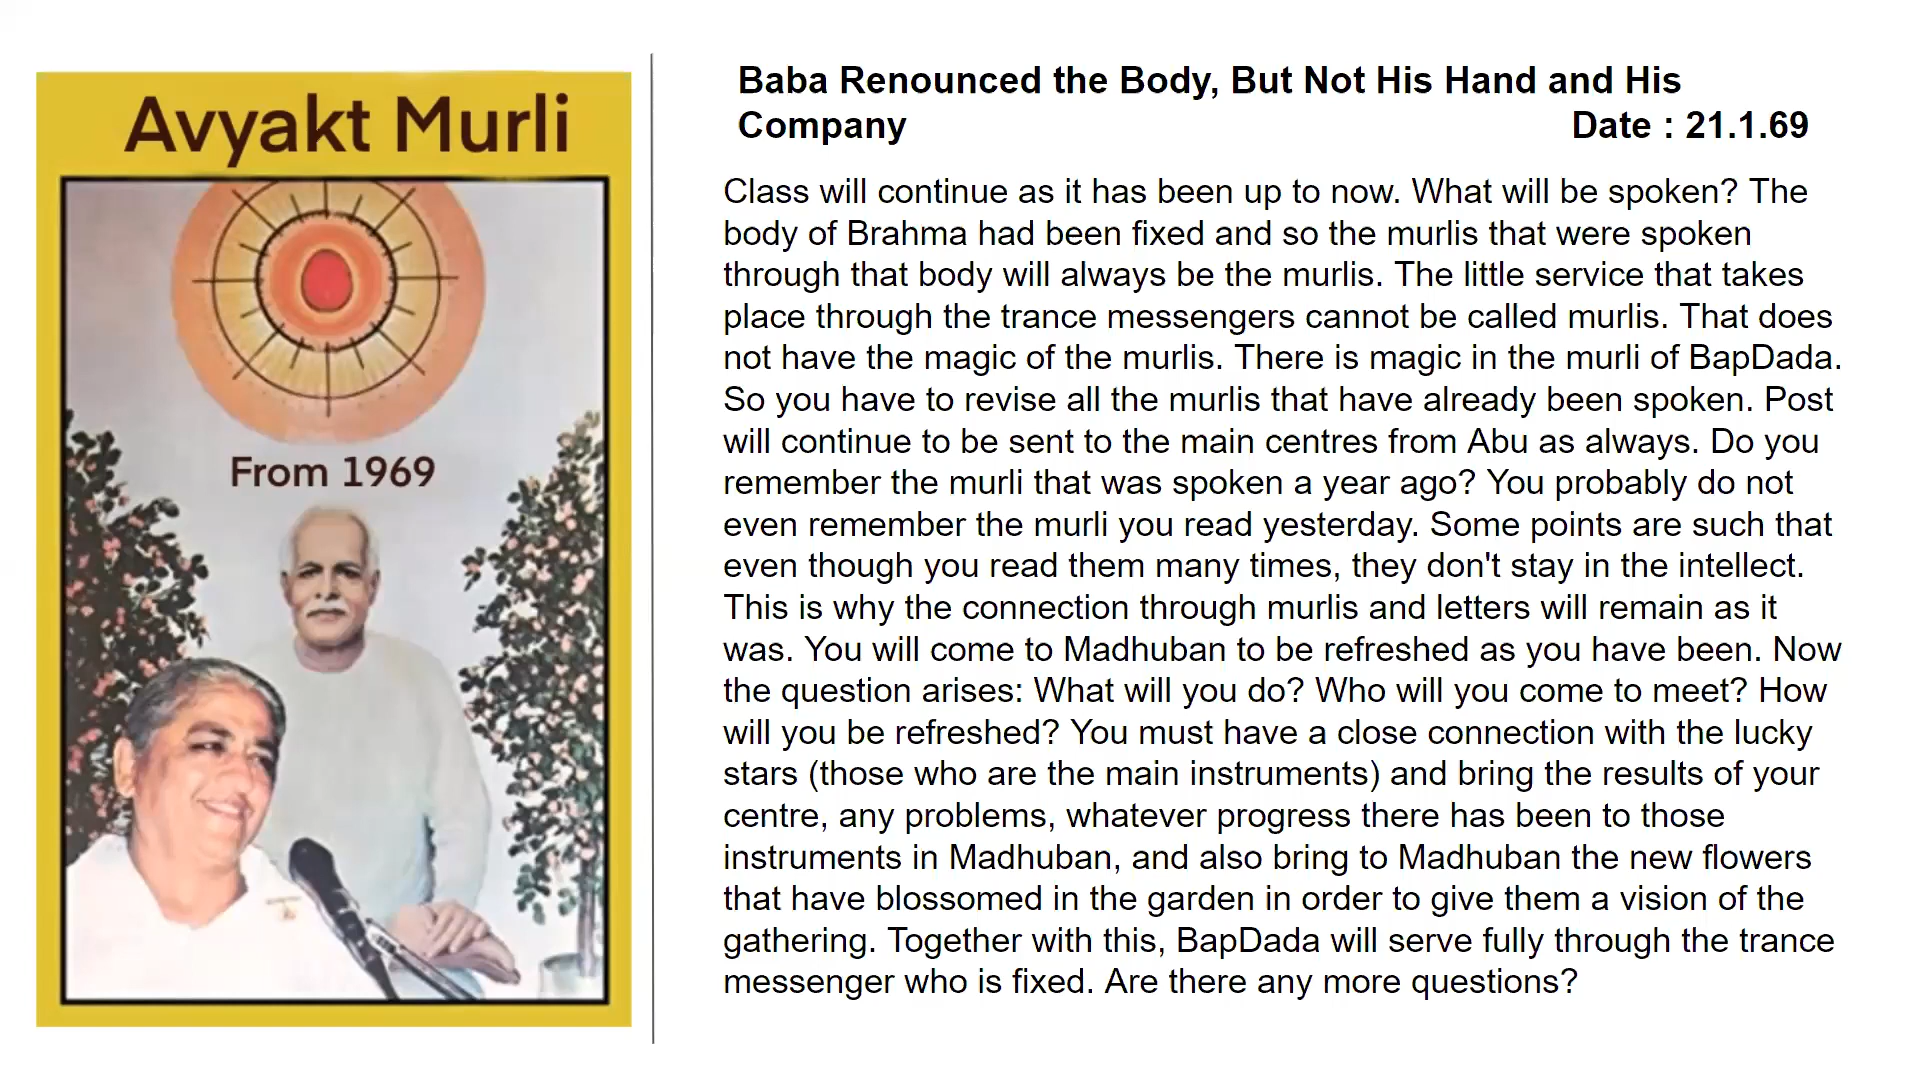 Avyakt Murli
From 1969
Baba Renounced the Body, But Not His Hand and His
Company Date : 21.1.69
Class will continue as it has been up to now. What will be spoken? The
body of Brahma had been fixed and so the murlis that were spoken
through that body will always be the murlis. The little service that takes
place through the trance messengers cannot be called murlis. That does
not have the magic of the murlis. There is magic in the murli of BapDada.
So you have to revise all the murlis that have already been spoken. Post
will continue to be sent to the main centres from Abu as always. Do you
remember the murli that was spoken a year ago? You probably do not
even remember the murli you read yesterday. Some points are such that
even though you read them many times, they don't stay in the intellect.
This is why the connection through murlis and letters will remain as it
was. You will come to Madhuban to be refreshed as you have been. Now
the question arises: What will you do? Who will you come to meet? How
will you be refreshed? You must have a close connection with the lucky
stars (those who are the main instruments) and bring the results of your
centre, any problems, whatever progress there has been to those
instruments in Madhuban, and also bring to Madhuban the new flowers
that have blossomed in the garden in order to give them a vision of the
gathering. Together with this, BapDada will serve fully through the trance
messenger who is fixed. Are there any more questions?